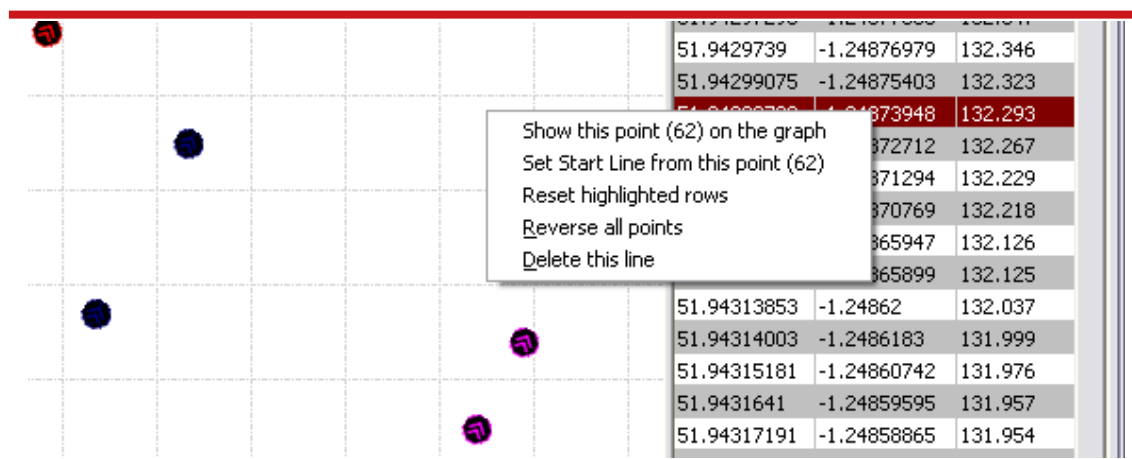 51.9429739 -1.24876979 132.346
51.94299075 -1.24875403 132.323
132.293
Show this point (62) on the graph
Set Start Line from this point (62)
132.267
132.229
Reset highlighted rows
132.218
Reverse all points
132.126
Delete this line
132.125
51.94313853 -1.24862 132.037
51.94314003 -1.2486183 131.999
51.94315181 -1.24860742 131.976
51.9431641 -1.24859595 131.957
51.94317191 -1.24858865 131.954